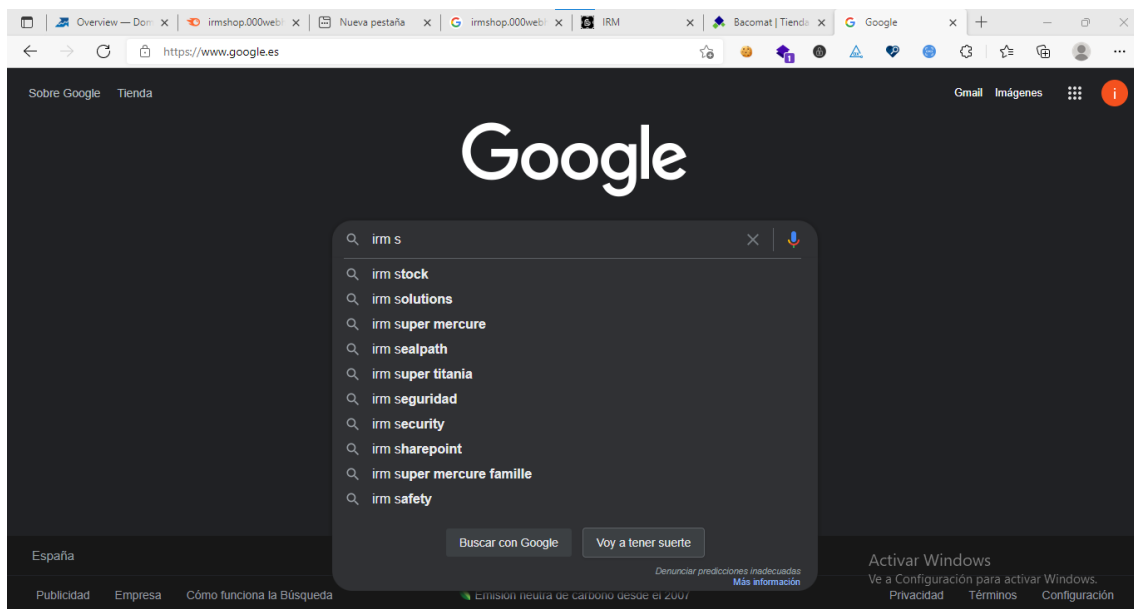 Overview — Dom
irmshop.000webh
Nueva pestaña
irmshop.000webh
IRM
Bacomat | Tienda
Google
https://www.google.es
1
Sobre Google Tienda
Gmail Imágenes
i
Google
irm s
irm stock
irm solutions
irm super mercure
irm sealpath
irm super titania
irm seguridad
irm security
irm sharepoint
irm super mercure famille
irm safety
Buscar con Google Voy a tener suerte
Denunciar predicciones inadecuadas
Más información
España
Activar Windows
Ve a Configuración para activar Windows.
Publicidad Empresa Cómo funciona la Búsqueda
Emisión neutra de carbono desde el 2007
Privacidad Términos Configuración